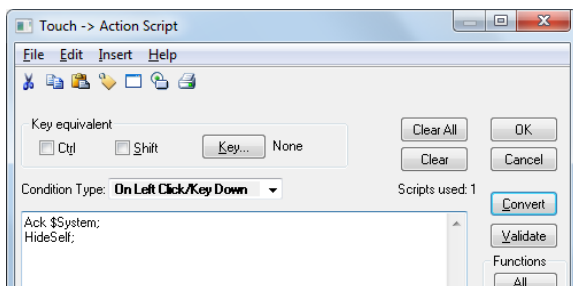 Touch -> Action Script
File Edit Insert Help
Key equivalent
Ctrl Shift Key... None
Clear All OK
Clear Cancel
Condition Type: On Left Click/Key Down Scripts used: 1
Convert
Ack $System;
HideSelf;
Validate
Functions
All